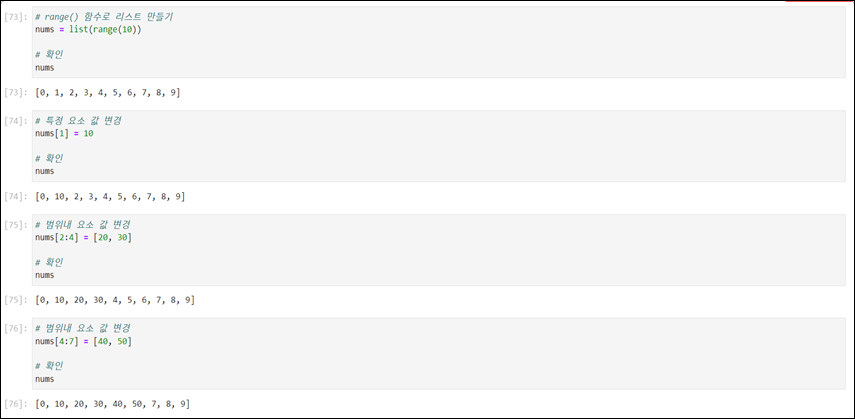 [73]: # range() 함수로 리스트 만들기
nums = list(range(10))
# 확인
nums
[73]: [0, 1, 2, 3, 4, 5, 6, 7, 8, 9]
[74]: # 특정 요소 값 변경
nums[1] = 10
# 확인
nums
[74]: [0, 10, 2, 3, 4, 5, 6, 7, 8, 9]
[75]: # 범위내 요소 값 변경
nums[2:4] = [20, 30]
# 확인
nums
[75]: [0, 10, 20, 30, 4, 5, 6, 7, 8, 9]
[76]: # 범위내 요소 값 변경
nums[4:7] = [40, 50]
# 확인
nums
[76]: [0, 10, 20, 30, 40, 50, 7, 8, 9]